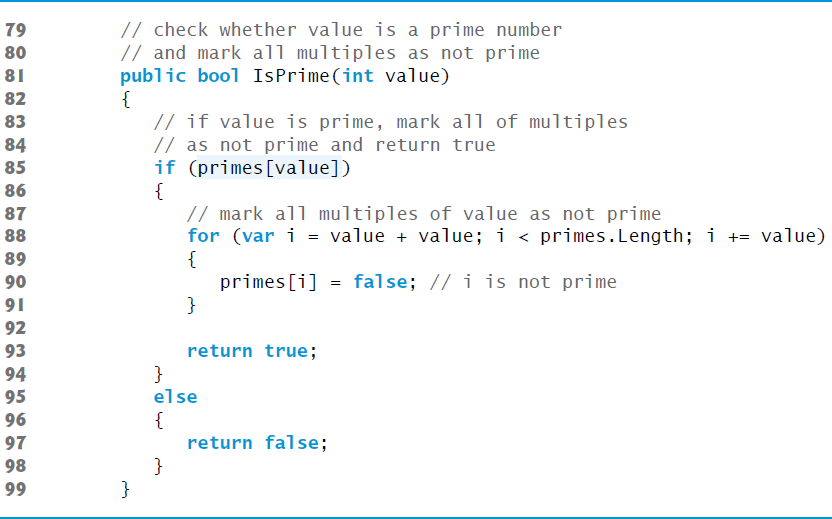 79 // check whether value is a prime number
80 // and mark all multiples as not prime
81 public bool IsPrime(int value)
82 {
83 // if value is prime, mark all of multiples
84 // as not prime and return true
85 if (primes[value])
86 {
87 // mark all multiples of value as not prime
88 for (var i = value + value; i < primes.Length; i += value)
89 {
90 primes[i] = false; // i is not prime
91 }
92
93 return true;
94 }
95 else
96 {
97 return false;
98 }
99 }